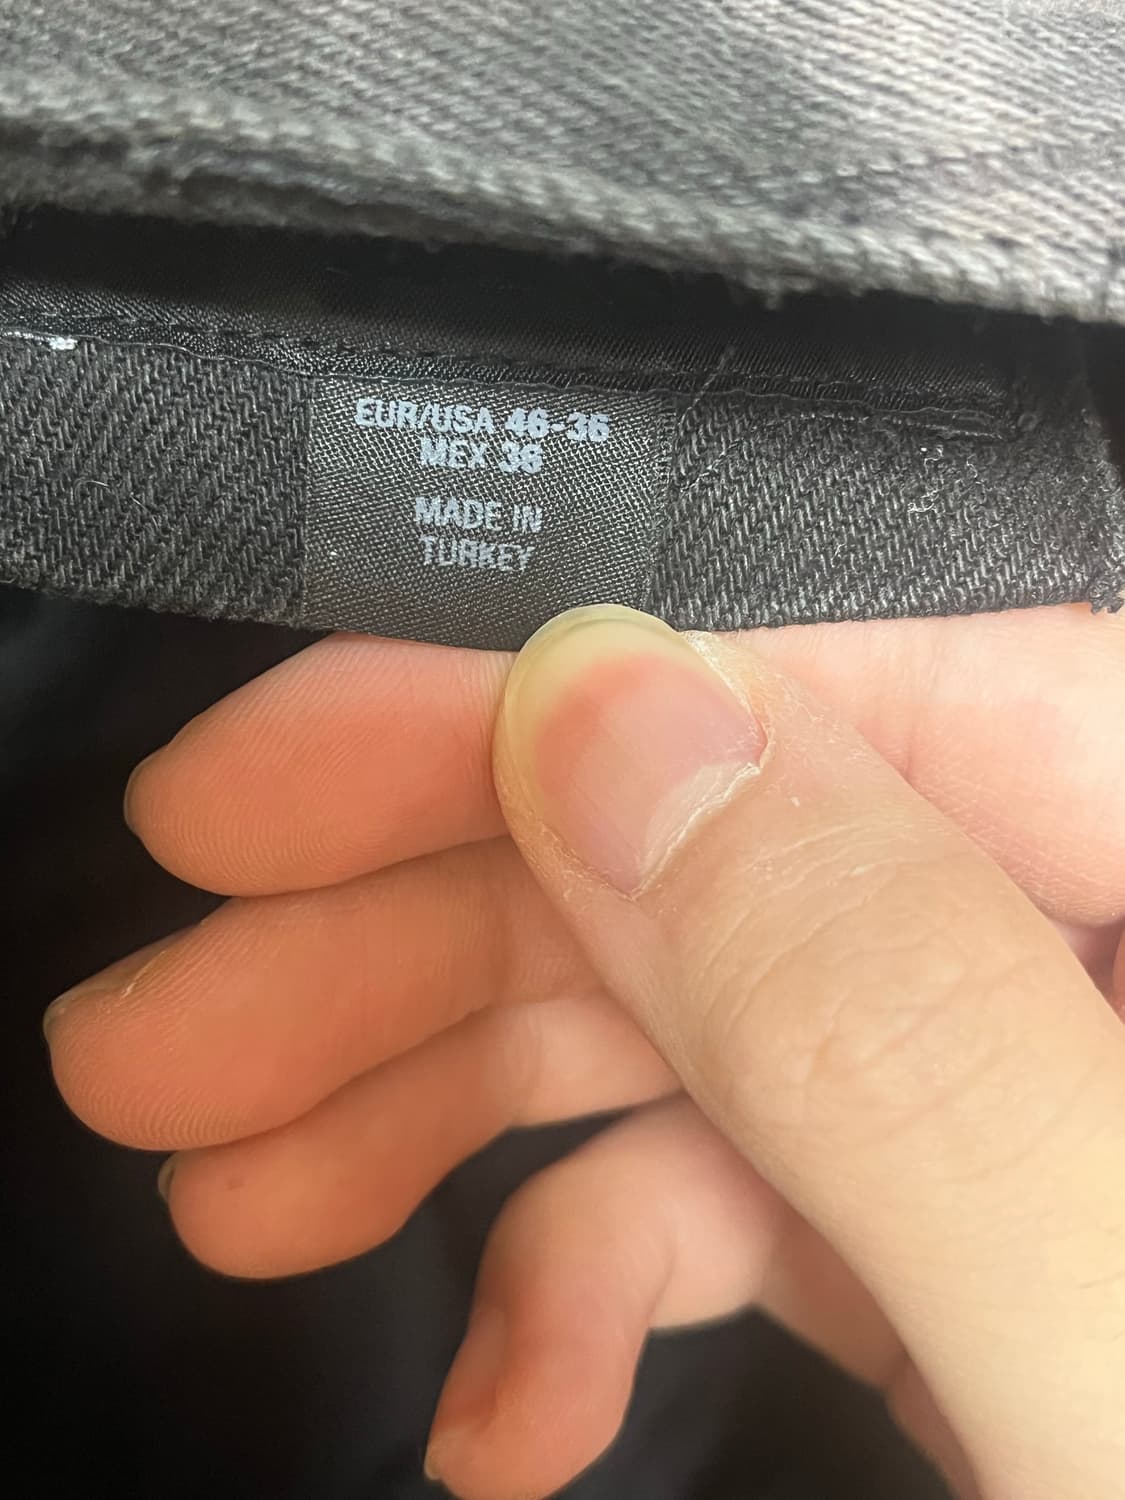 EUR/USA 46-36
MEX 36
MADE IN
TURKEY